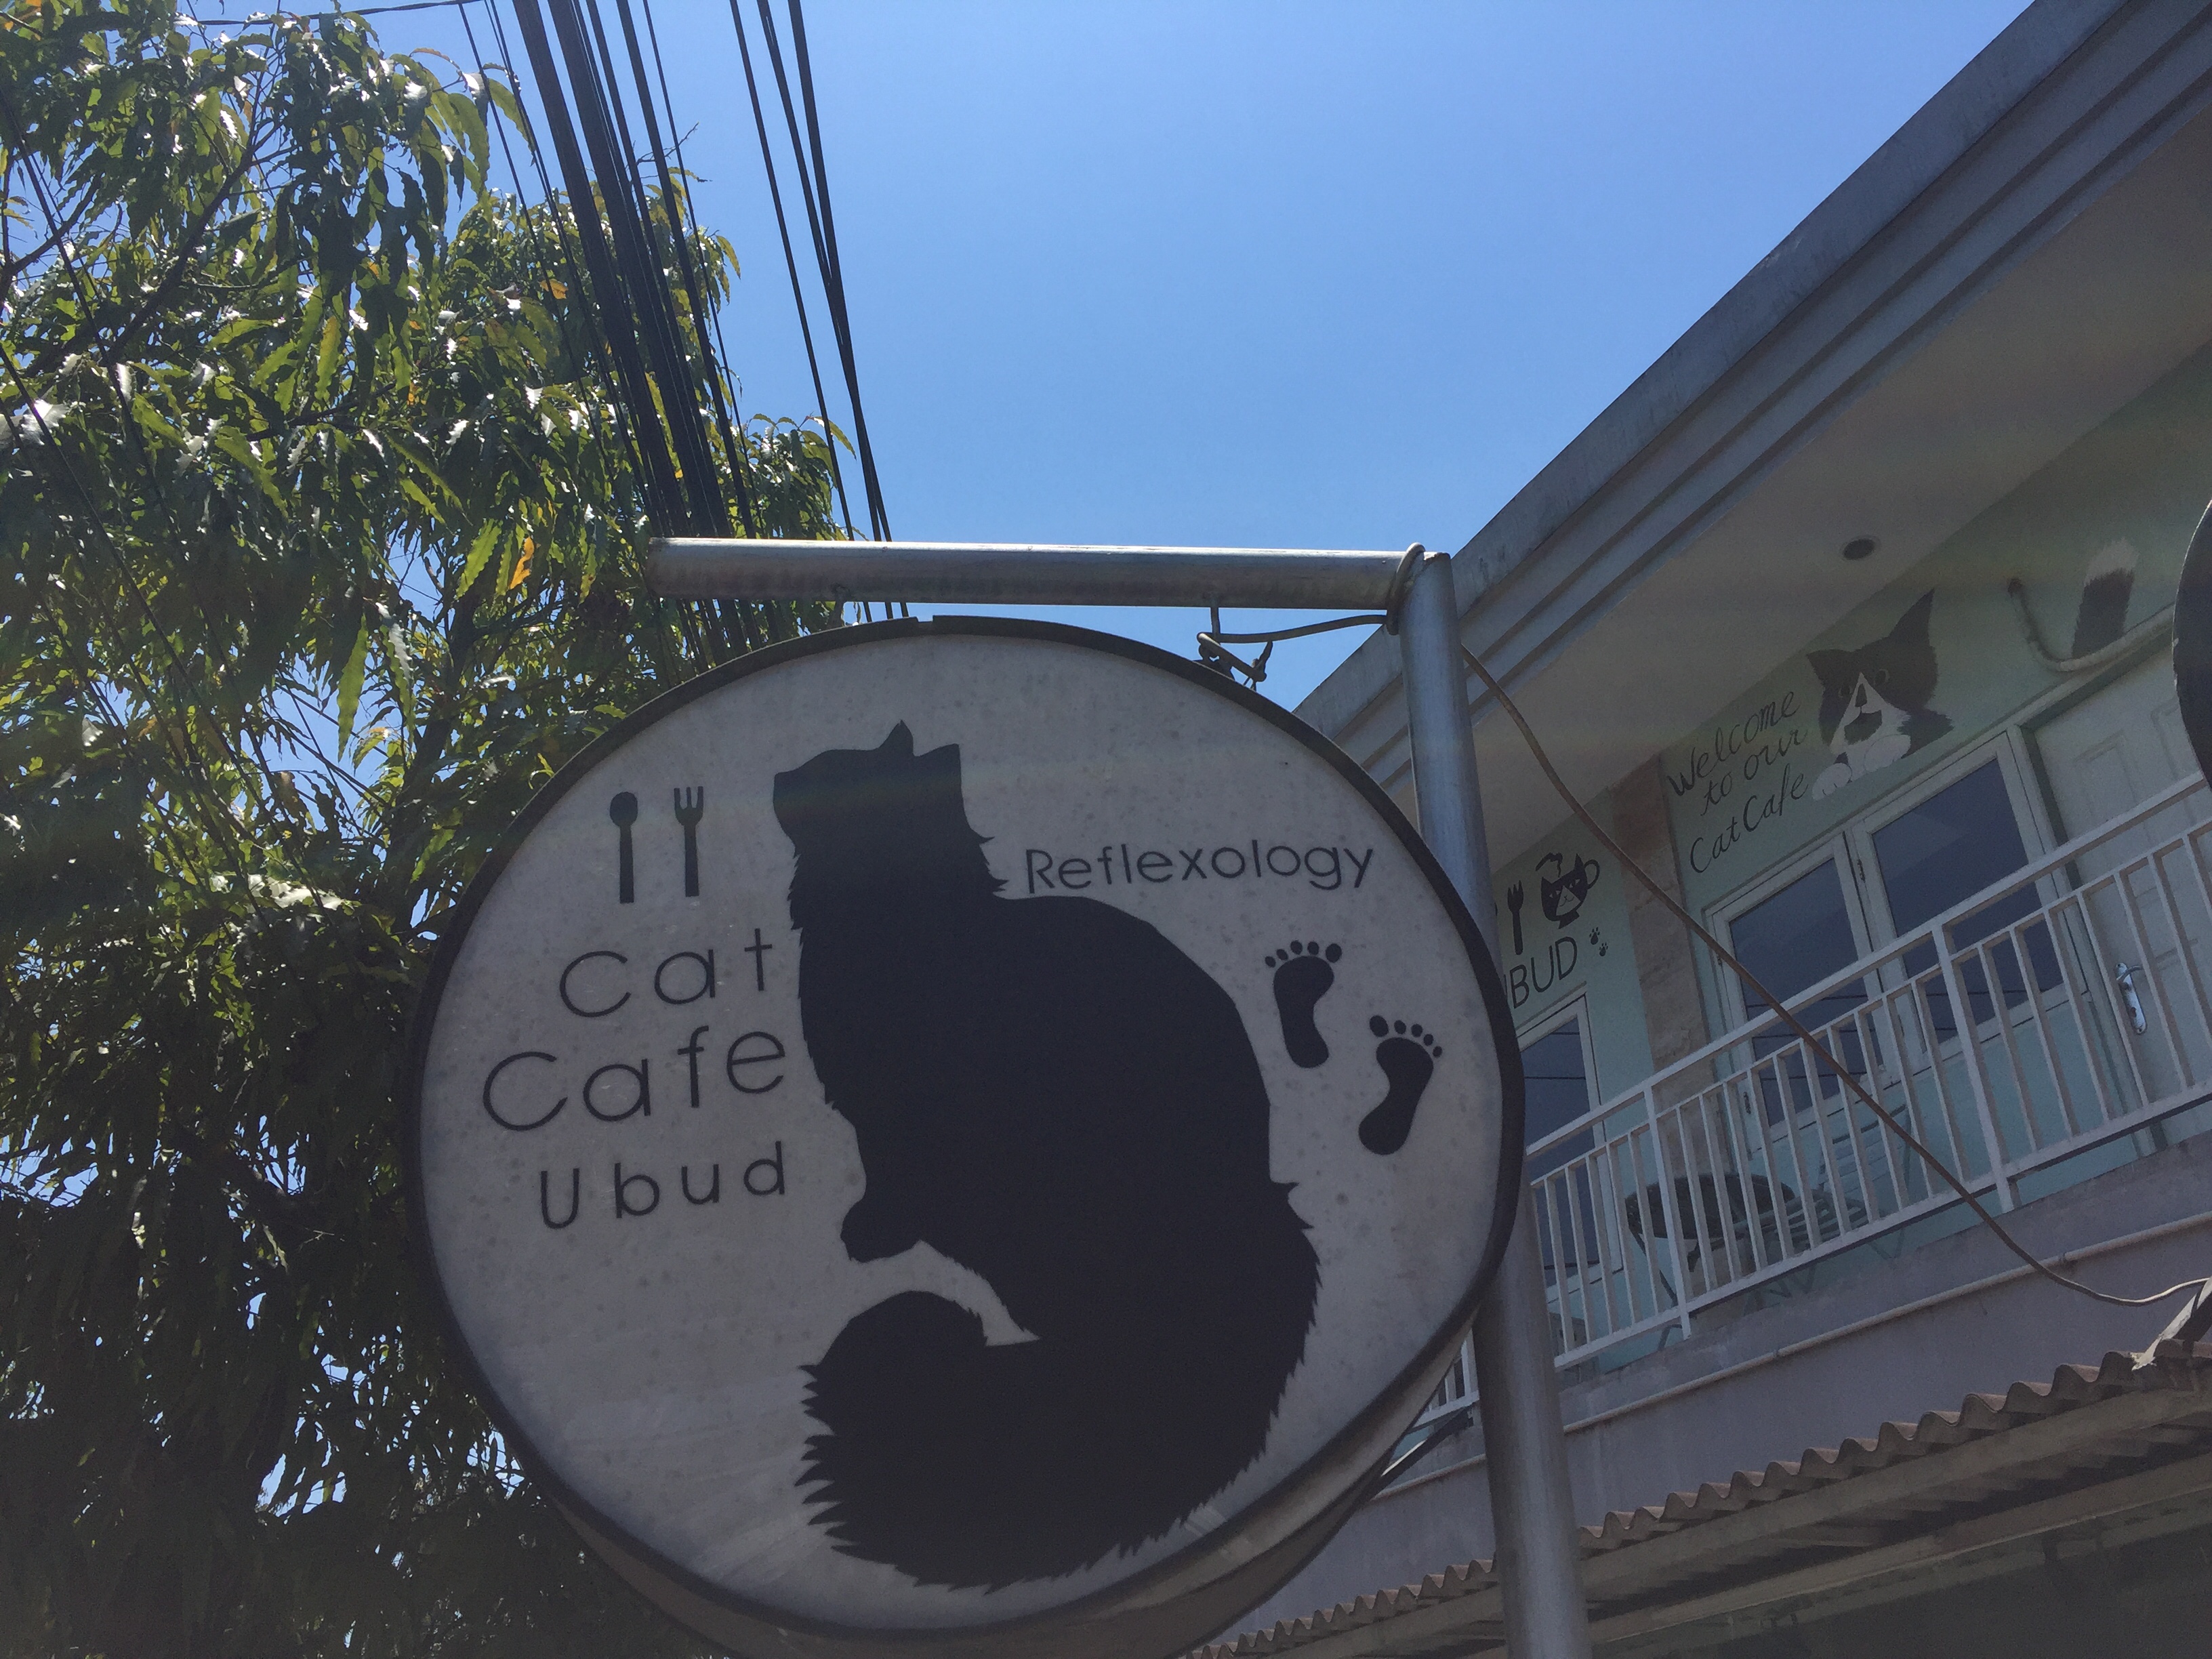 Cat
Cafe
Ubud
Reflexology
Welcome
to our
Cat Cafe
UBUD